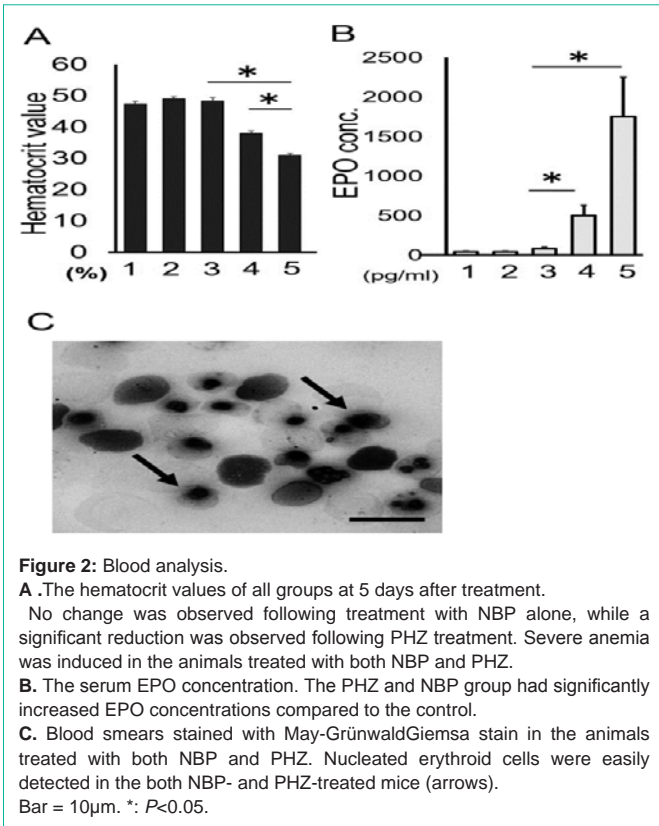 A
B
60
50
40
30
20
10
0
Hematocrit value
(%)
1 2 3 4 5
*
*
2500
2000
1500
1000
500
0
EPO conc.
(pg/ml)
1 2 3 4 5
*
*
C
Figure 2: Blood analysis.
A .The hematocrit values of all groups at 5 days after treatment.
No change was observed following treatment with NBP alone, while a
significant reduction was observed following PHZ treatment. Severe anemia
was induced in the animals treated with both NBP and PHZ.
B. The serum EPO concentration. The PHZ and NBP group had significantly
increased EPO concentrations compared to the control.
C. Blood smears stained with May-GrünwaldGiemsa stain in the animals
treated with both NBP and PHZ. Nucleated erythroid cells were easily
detected in the both NBP- and PHZ-treated mice (arrows).
Bar = 10µm. *: P<0.05.